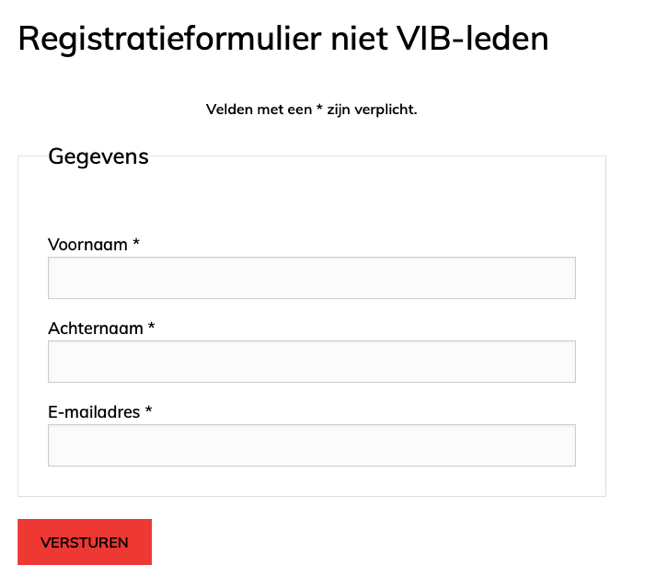 Registratieformulier niet VIB-leden
Velden met een * zijn verplicht.
Gegevens
Voornaam *
Achternaam *
E-mailadres *
VERSTUREN